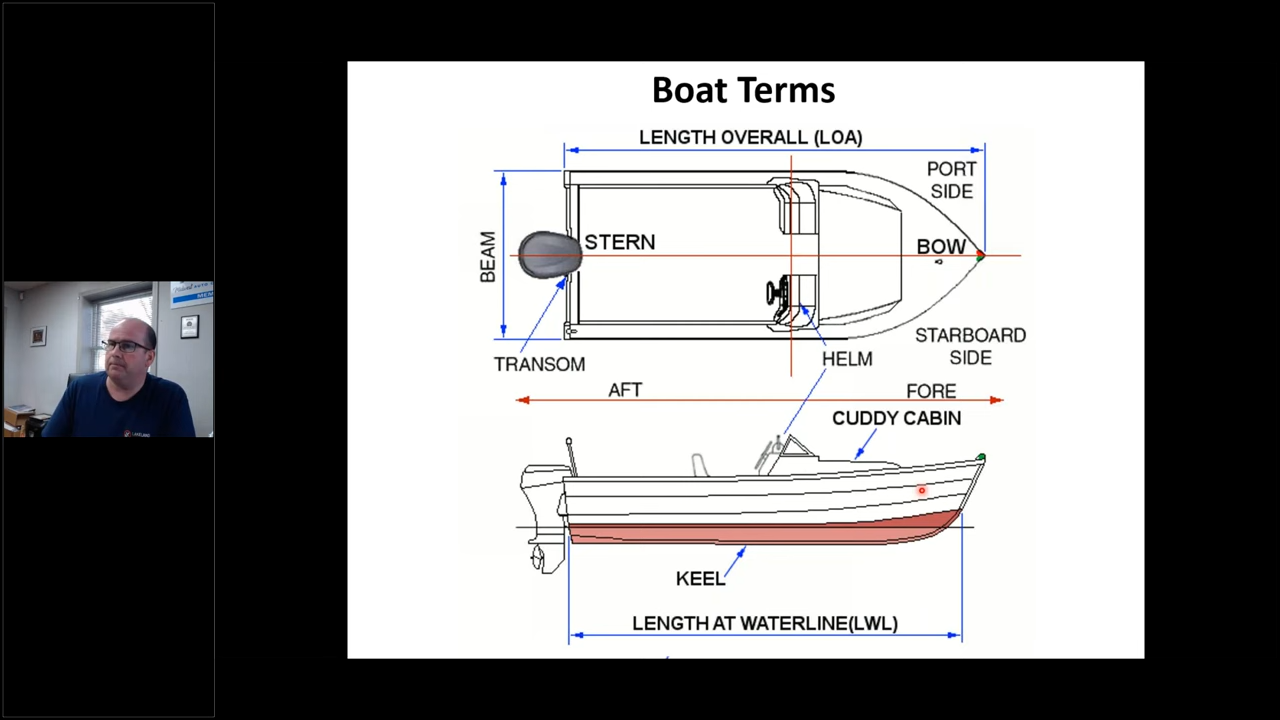 Boat Terms
LENGTH OVERALL (LOA)
PORT
SIDE
BEAM
STERN
BOW
STARBOARD
SIDE
TRANSOM
HELM
AFT
FORE
CUDDY CABIN
KEEL
LENGTH AT WATERLINE(LWL)